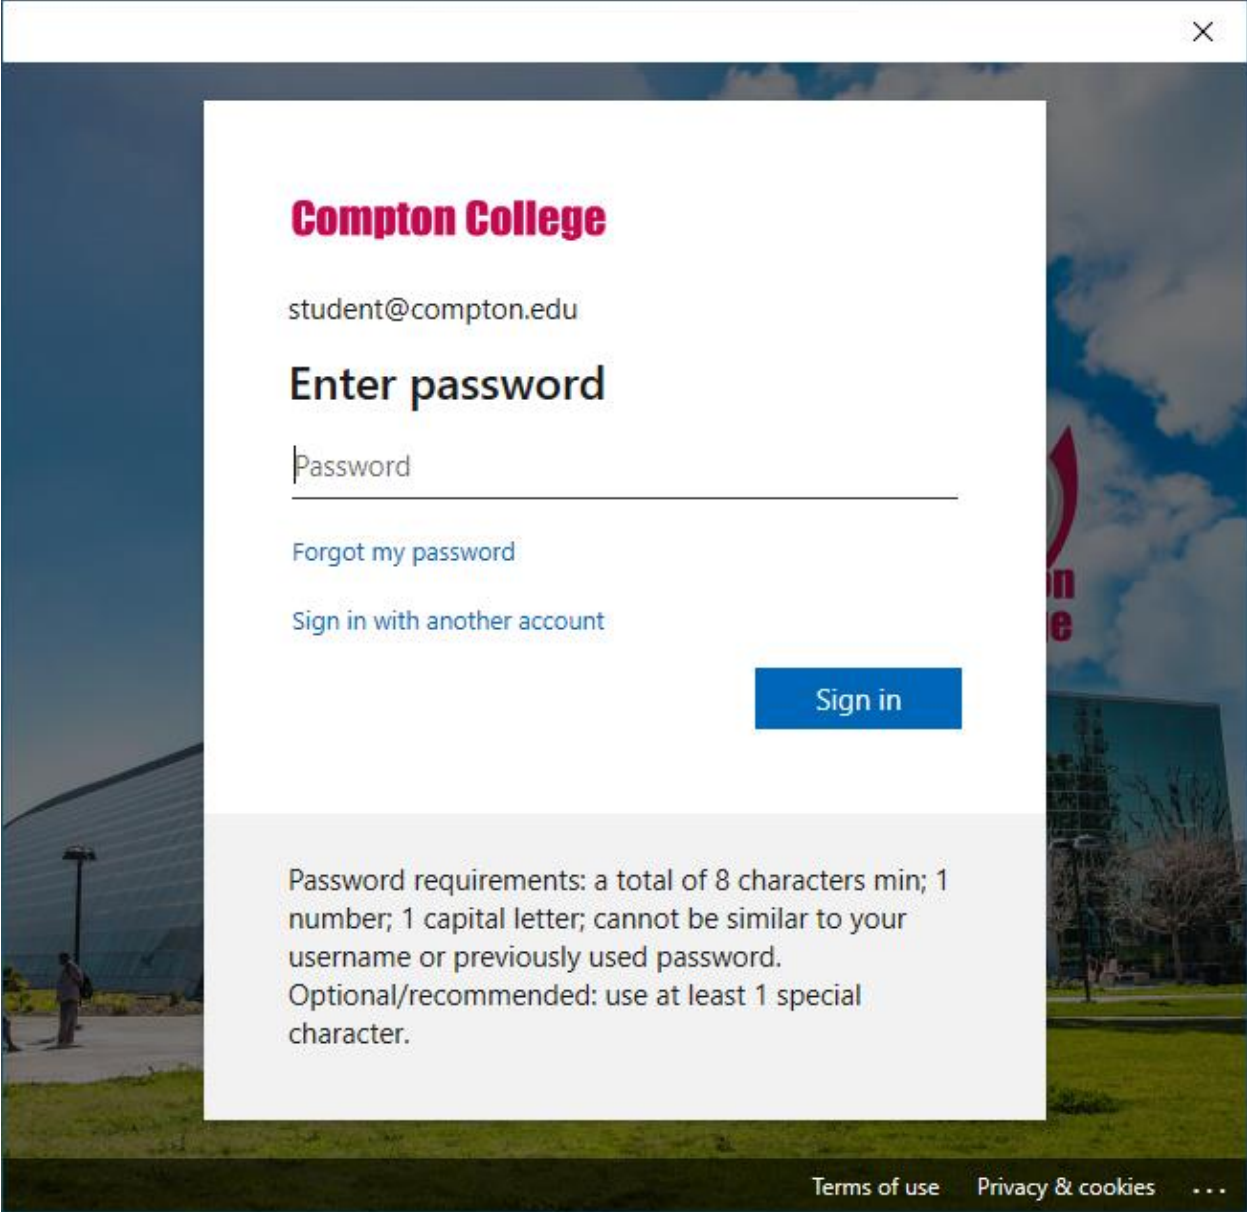 Compton College
student@compton.edu
Enter password
Password
Forgot my password
Sign in with another account
Sign in
Password requirements: a total of 8 characters min; 1
number; 1 capital letter; cannot be similar to your
username or previously used password.
Optional/recommended: use at least 1 special
character.
on
ge
Terms of use Privacy & cookies ...